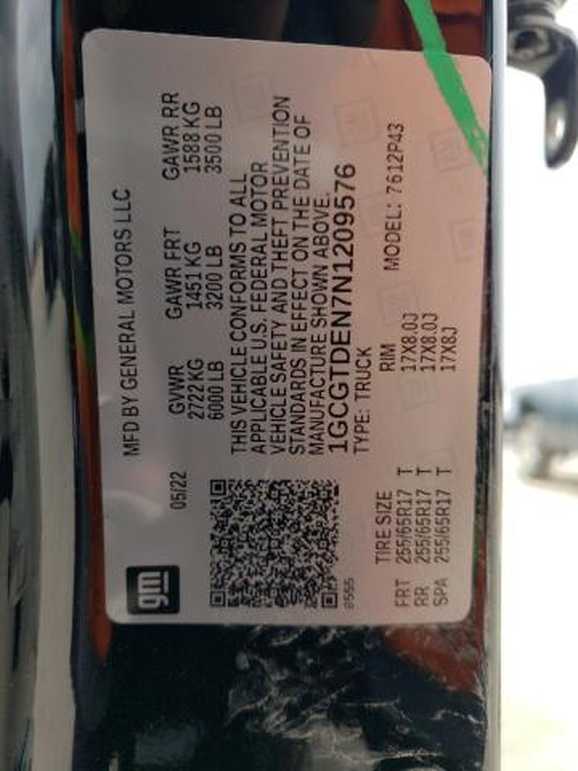 gm
MFD BY GENERAL MOTORS LLC
05/22
GVWR GAWR FRT GAWR RR
2722 KG 1451 KG 1588 KG
6000 LB 3200 LB 3500 LB
THIS VEHICLE CONFORMS TO ALL
APPLICABLE U.S. FEDERAL MOTOR
VEHICLE SAFETY AND THEFT PREVENTION
STANDARDS IN EFFECT ON THE DATE OF
MANUFACTURE SHOWN ABOVE.
1GCGTDEN7N1209576
TYPE: TRUCK
TIRE SIZE RIM MODEL: 7612P43
FRT 255/65R17 T 17X8.0J
RR 255/65R17 T 17X8.0J
SPA 255/65R17 T 17X8J